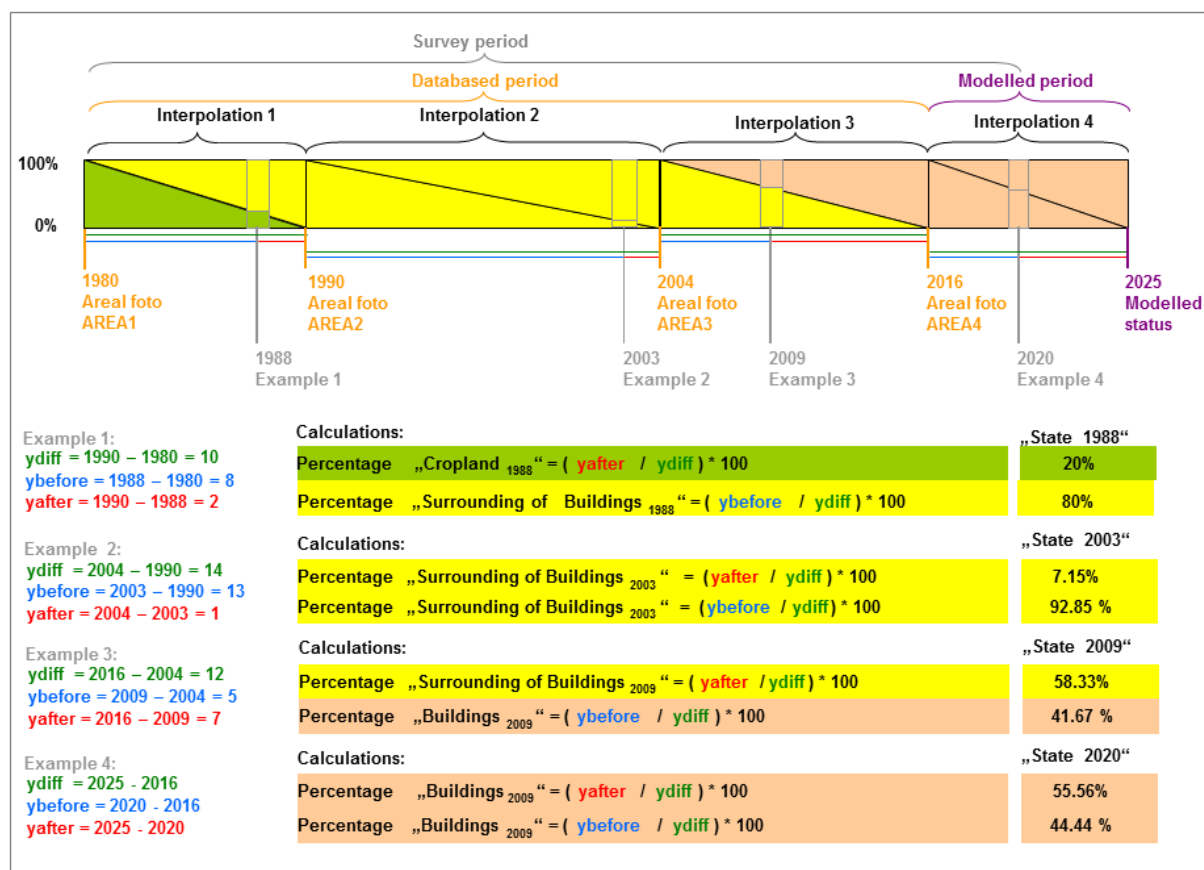 Survey period
Databased period
Modelled period
Interpolation 1
Interpolation 2
Interpolation 3
Interpolation 4
100%
0%
1980
Areal foto
AREA1
1990
Areal foto
AREA2
2004
Areal foto
AREA3
2016
Areal foto
AREA4
2025
Modelled
status
1988
Example 1
2003
Example 2
2009
Example 3
2020
Example 4
Example 1:
ydiff = 1990 – 1980 = 10
ybefore = 1988 – 1980 = 8
yafter = 1990 – 1988 = 2
Calculations:
„State 1988“
Percentage „Cropland 1988“ = ( yafter / ydiff ) * 100
20%
Percentage „Surrounding of Buildings 1988“ = ( ybefore / ydiff ) * 100
80%
Example 2:
ydiff = 2004 – 1990 = 14
ybefore = 2003 – 1990 = 13
yafter = 2004 – 2003 = 1
Calculations:
„State 2003“
Percentage „Surrounding of Buildings 2003“ = (yafter / ydiff) * 100
7.15%
Percentage „Surrounding of Buildings 2003“ = (ybefore / ydiff) * 100
92.85 %
Example 3:
ydiff = 2016 – 2004 = 12
ybefore = 2009 – 2004 = 5
yafter = 2016 – 2009 = 7
Calculations:
„State 2009“
Percentage „Surrounding of Buildings 2009“ = ( yafter / ydiff ) * 100
58.33%
Percentage „Buildings 2009“ = ( ybefore / ydiff ) * 100
41.67 %
Example 4:
ydiff = 2025 - 2016
ybefore = 2020 - 2016
yafter = 2025 - 2020
Calculations:
„State 2020“
Percentage „Buildings 2009“ = ( yafter / ydiff ) * 100
55.56%
Percentage „Buildings 2009“ = ( ybefore / ydiff ) * 100
44.44 %